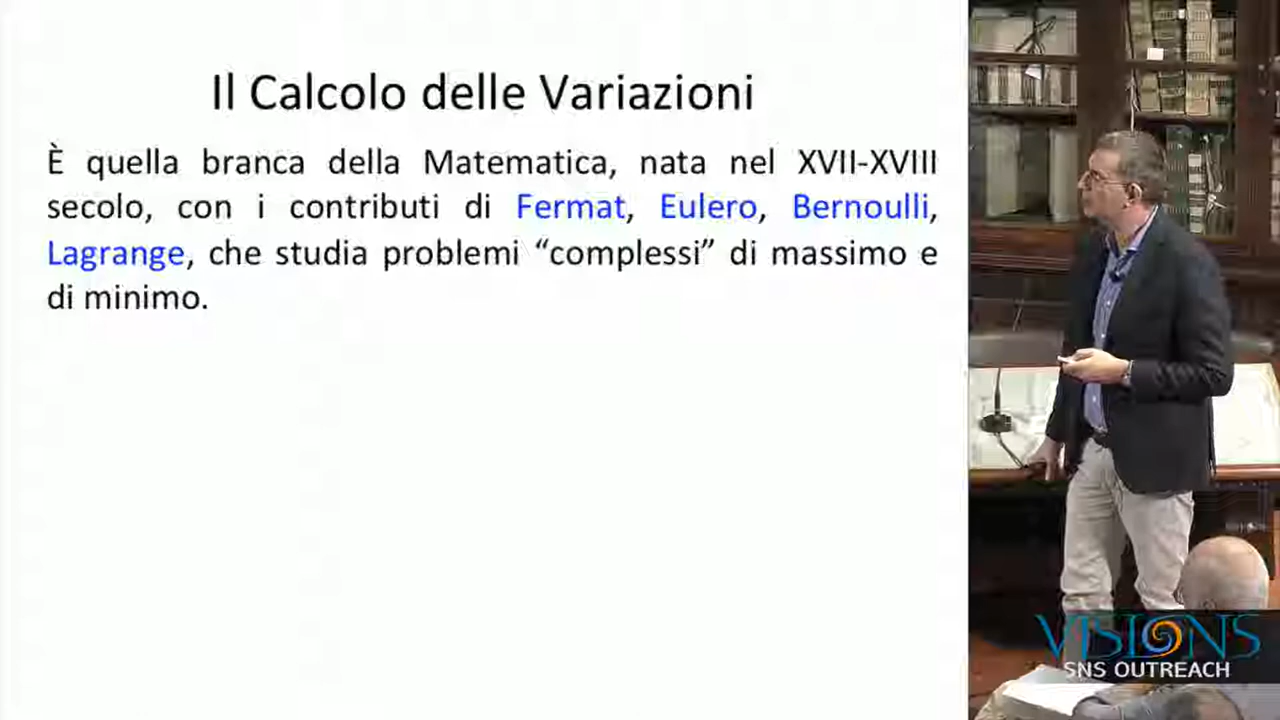 Il Calcolo delle Variazioni
È quella branca della Matematica, nata nel XVII-XVIII
secolo, con i contributi di Fermat, Eulero, Bernoulli,
Lagrange, che studia problemi “complessi” di massimo e
di minimo.
VISIONS
SNS OUTREACH